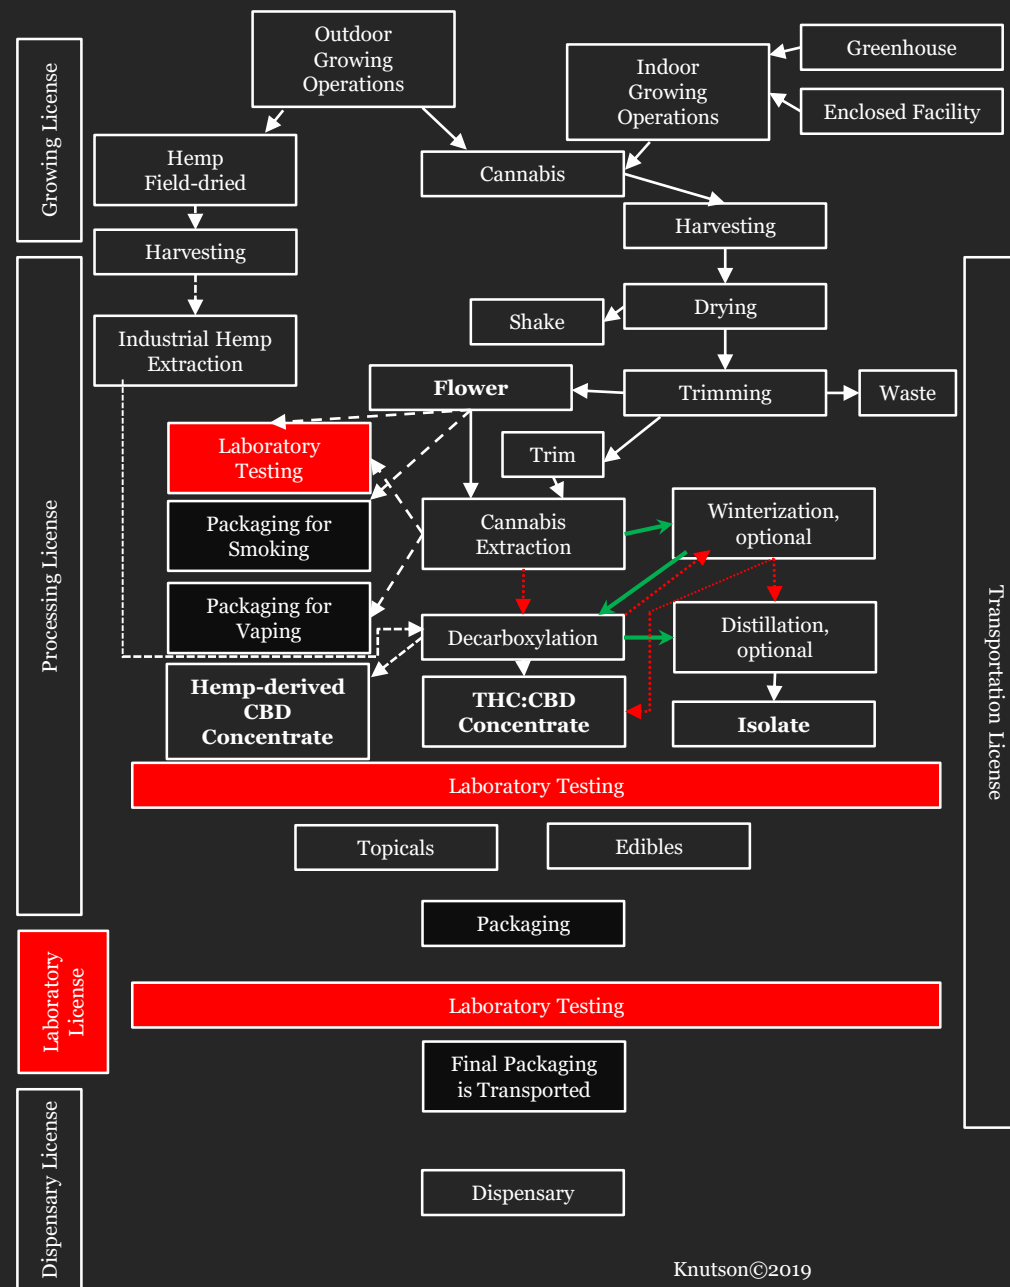 Outdoor
Growing
Operations
Indoor
Growing
Operations
Greenhouse
Enclosed Facility
Growing License
Hemp
Field-dried
Cannabis
Harvesting
Harvesting
Processing License
Transportation License
Drying
Shake
Industrial Hemp
Extraction
Flower
Trimming
Waste
Laboratory
Testing
Trim
Packaging for
Smoking
Cannabis
Extraction
Winterization,
optional
Packaging for
Vaping
Decarboxylation
Distillation,
optional
Hemp-derived
CBD
Concentrate
THC:CBD
Concentrate
Isolate
Laboratory Testing
Topicals
Edibles
Packaging
Laboratory
License
Laboratory Testing
Final Packaging
is Transported
Dispensary License
Dispensary
Knutson©2019